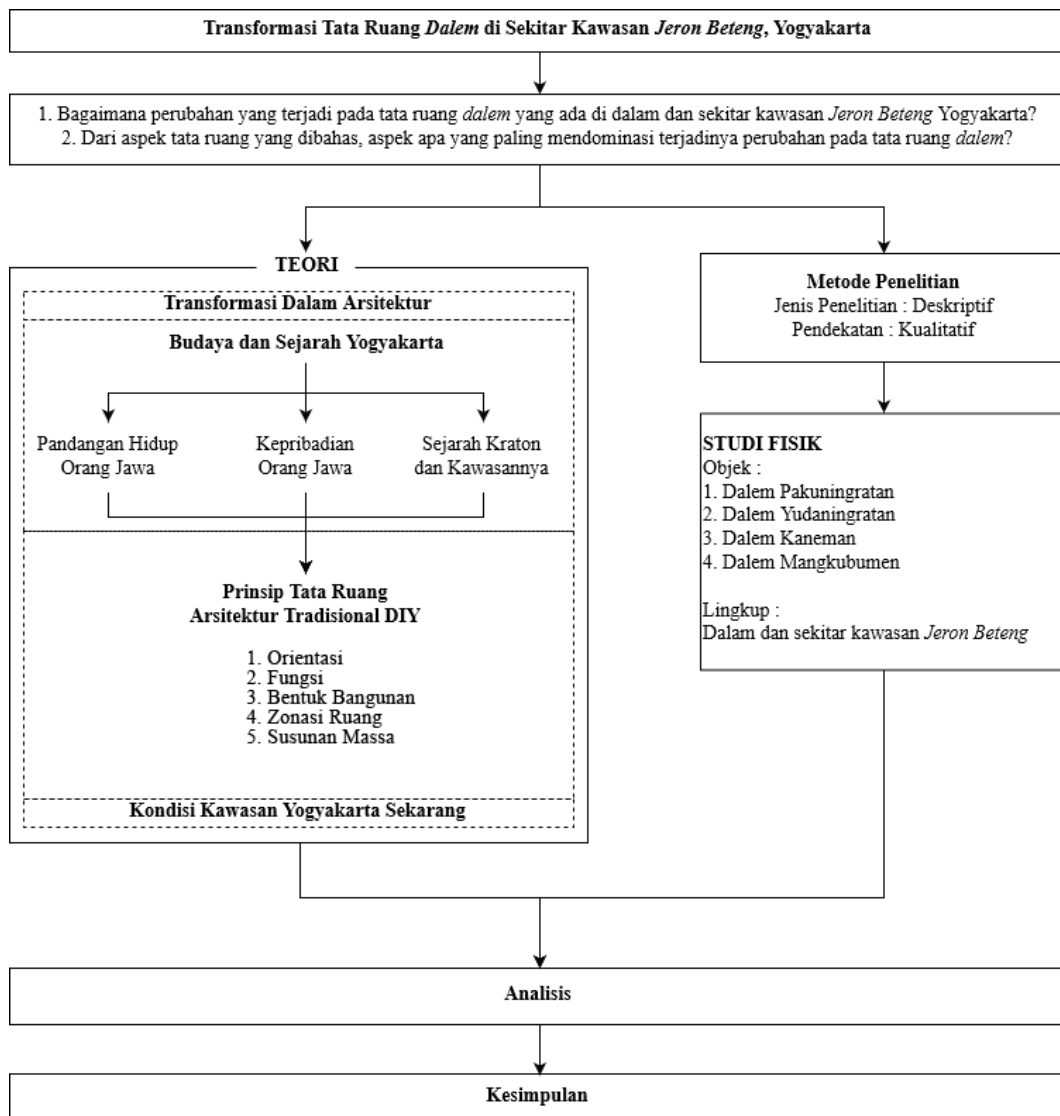 Transformasi Tata Ruang Dalem di Sekitar Kawasan Jeron Beteng, Yogyakarta
1. Bagaimana perubahan yang terjadi pada tata ruang dalem yang ada di dalam dan sekitar kawasan Jeron Beteng Yogyakarta?
2. Dari aspek tata ruang yang dibahas, aspek apa yang paling mendominasi terjadinya perubahan pada tata ruang dalem?
TEORI
Transformasi Dalam Arsitektur
Budaya dan Sejarah Yogyakarta
Pandangan Hidup
Orang Jawa
Kepribadian
Orang Jawa
Sejarah Kraton
dan Kawasannya
Prinsip Tata Ruang
Arsitektur Tradisional DIY
1. Orientasi
2. Fungsi
3. Bentuk Bangunan
4. Zonasi Ruang
5. Susunan Massa
Kondisi Kawasan Yogyakarta Sekarang
Metode Penelitian
Jenis Penelitian : Deskriptif
Pendekatan : Kualitatif
STUDI FISIK
Objek :
1. Dalem Pakuningratan
2. Dalem Yudaningratan
3. Dalem Kaneman
4. Dalem Mangkubumen
Lingkup :
Dalam dan sekitar kawasan Jeron Beteng
Analisis
Kesimpulan